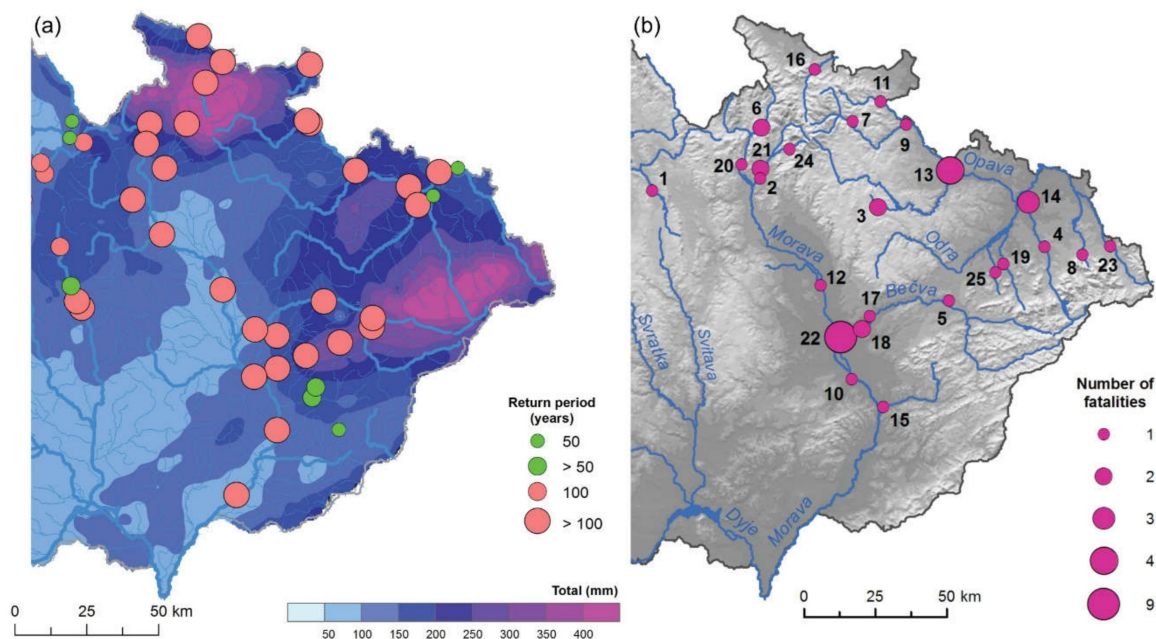 (a)
Return period
(years)
50
> 50
100
> 100
0 25 50 km
Total (mm)
50 100 150 200 250 300 350 400
(b)
16
11
6
7
9
21
24
20
2
13
Opava
1
3
14
Morava
Odra
4
19
8
23
25
12
Bečva
17
5
22
18
Svratka
Svitava
10
15
Dyje
Morava
0 25 50 km
Number of
fatalities
1
2
3
4
9